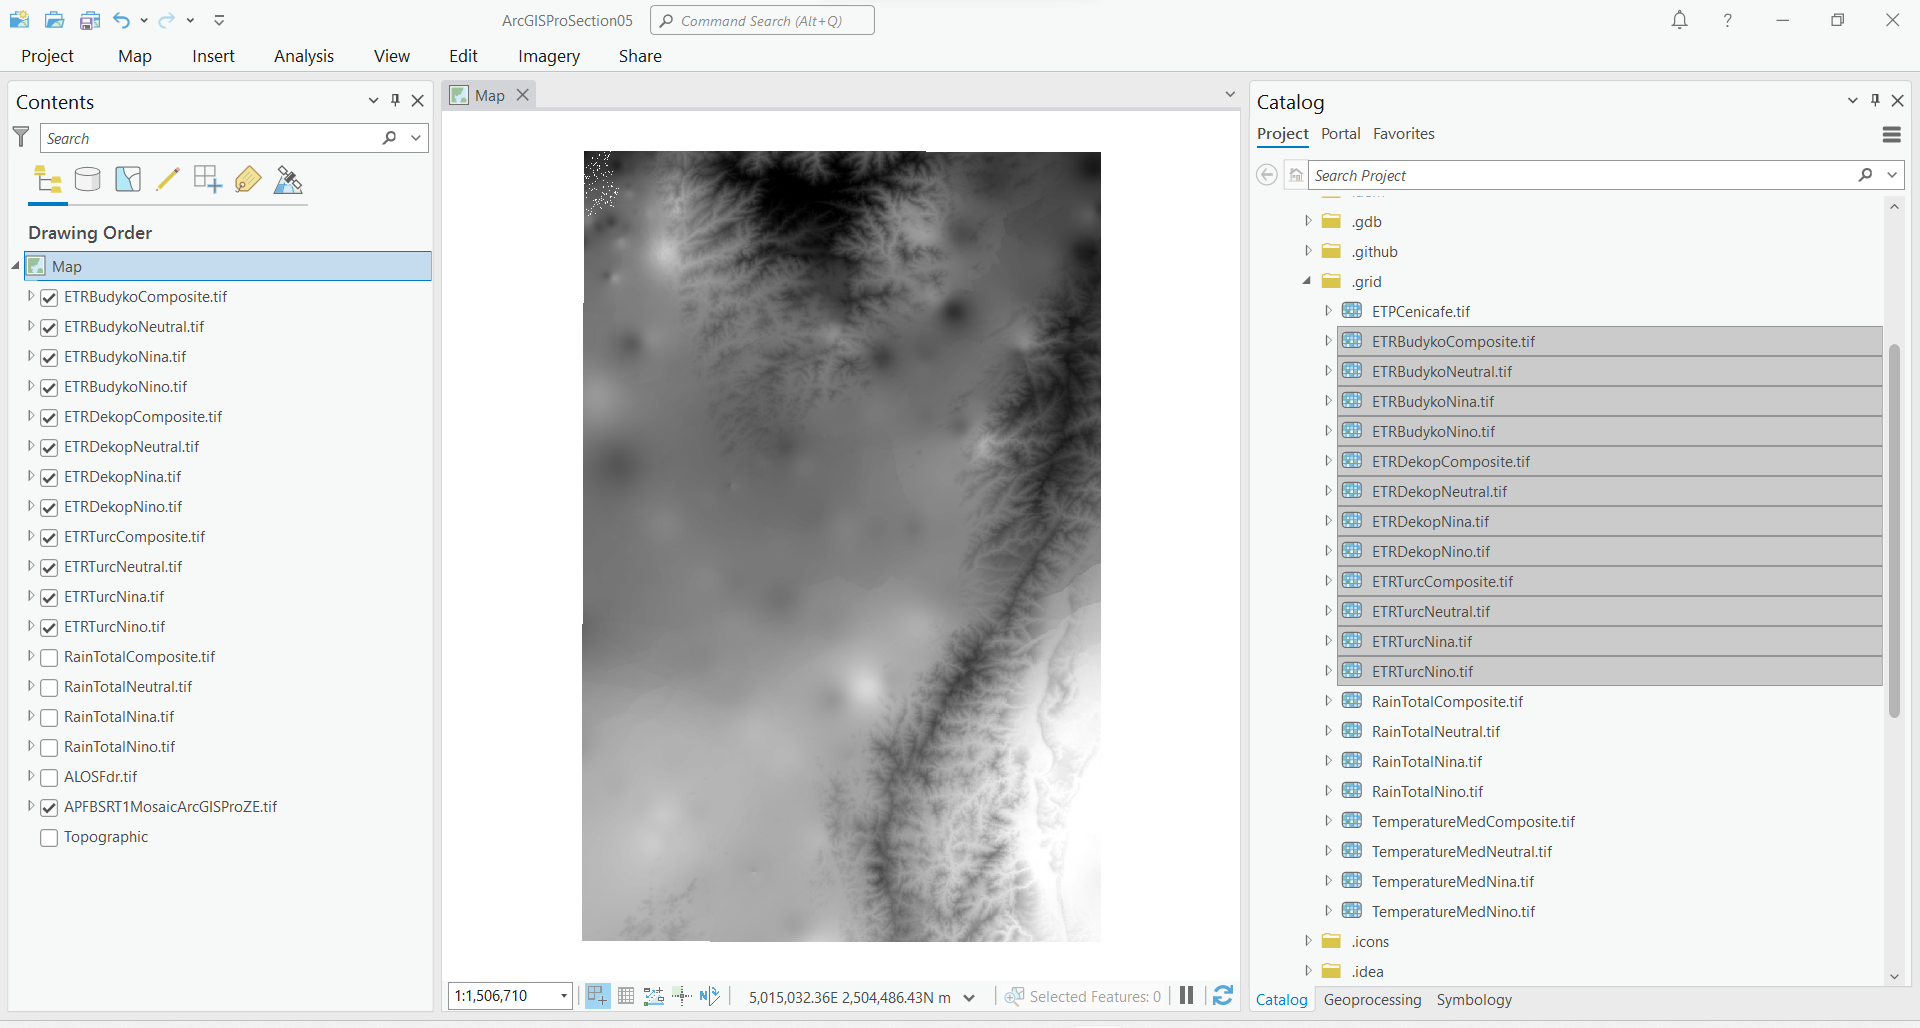 ArcGISProSection05
Command Search (Alt+Q)
?
Project
Map
Insert
Analysis
View
Edit
Imagery
Share
Contents
Search
Drawing Order
Map
ETRBudykoComposite.tif
ETRBudykoNeutral.tif
ETRBudykoNina.tif
ETRBudykoNino.tif
ETRDekopComposite.tif
ETRDekopNeutral.tif
ETRDekopNina.tif
ETRDekopNino.tif
ETRTurcComposite.tif
ETRTurcNeutral.tif
ETRTurcNina.tif
ETRTurcNino.tif
RainTotalComposite.tif
RainTotalNeutral.tif
RainTotalNina.tif
RainTotalNino.tif
ALOSFdr.tif
APFBSRT1MosaicArcGISProZE.tif
Topographic
Map
1:1,506,710
N
5,015,032.36E 2,504,486.43N m
Selected Features: 0
Catalog
Project
Portal
Favorites
Search Project
.gdb
.github
.grid
ETPCenicafe.tif
ETRBudykoComposite.tif
ETRBudykoNeutral.tif
ETRBudykoNina.tif
ETRBudykoNino.tif
ETRDekopComposite.tif
ETRDekopNeutral.tif
ETRDekopNina.tif
ETRDekopNino.tif
ETRTurcComposite.tif
ETRTurcNeutral.tif
ETRTurcNina.tif
ETRTurcNino.tif
RainTotalComposite.tif
RainTotalNeutral.tif
RainTotalNina.tif
RainTotalNino.tif
TemperatureMedComposite.tif
TemperatureMedNeutral.tif
TemperatureMedNina.tif
TemperatureMedNino.tif
.icons
.idea
Catalog
Geoprocessing
Symbology